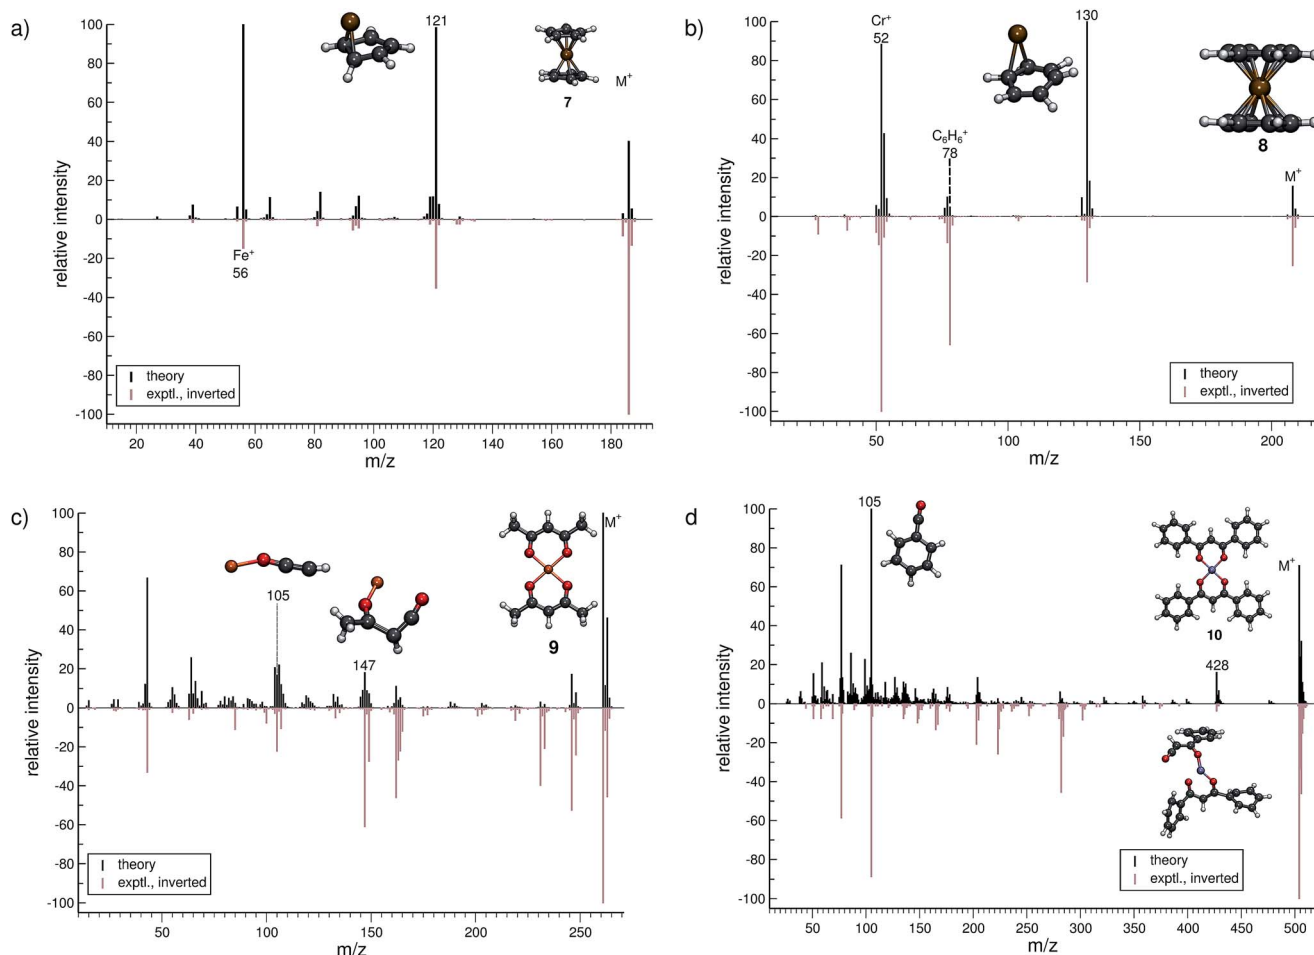 a)
100
80
60
40
20
0
-20
-40
-60
-80
-100
relative intensity
121
7
M⁺
Fe⁺
56
theory
exptl., inverted
20 40 60 80 100 120 140 160 180
m/z
b)
100
80
60
40
20
0
-20
-40
-60
-80
-100
relative intensity
Cr⁺
52
C₆H₆⁺
78
130
8
M⁺
theory
exptl., inverted
50 100 150 200
m/z
c)
100
80
60
40
20
0
-20
-40
-60
-80
-100
relative intensity
105
147
9
M⁺
theory
exptl., inverted
50 100 150 200 250
m/z
d
100
80
60
40
20
0
-20
-40
-60
-80
-100
relative intensity
105
10
M⁺
428
theory
exptl., inverted
50 100 150 200 250 300 350 400 450 500
m/z